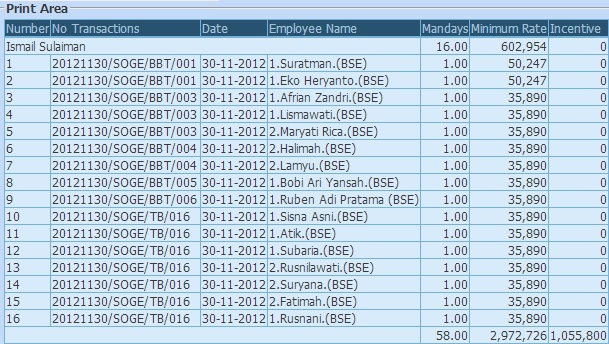 Print Area
Number No Transactions Date Employee Name Mandays Minimum Rate Incentive
Ismail Sulaiman 16.00 602,954 0
1 20121130/SOGE/BBT/001 30-11-2012 1.Suratman.(BSE) 1.00 50,247 0
2 20121130/SOGE/BBT/001 30-11-2012 1.Eko Heryanto.(BSE) 1.00 50,247 0
3 20121130/SOGE/BBT/003 30-11-2012 1.Afrian Zandri.(BSE) 1.00 35,890 0
4 20121130/SOGE/BBT/003 30-11-2012 1.Lismawati.(BSE) 1.00 35,890 0
5 20121130/SOGE/BBT/003 30-11-2012 2.Maryati Rica.(BSE) 1.00 35,890 0
6 20121130/SOGE/BBT/004 30-11-2012 2.Halimah.(BSE) 1.00 35,890 0
7 20121130/SOGE/BBT/004 30-11-2012 2.Lamyu.(BSE) 1.00 35,890 0
8 20121130/SOGE/BBT/005 30-11-2012 1.Bobi Ari Yansah.(BSE) 1.00 35,890 0
9 20121130/SOGE/BBT/006 30-11-2012 1.Ruben Adi Pratama (BSE) 1.00 35,890 0
10 20121130/SOGE/TB/016 30-11-2012 1.Sisna Asni.(BSE) 1.00 35,890 0
11 20121130/SOGE/TB/016 30-11-2012 1.Atik.(BSE) 1.00 35,890 0
12 20121130/SOGE/TB/016 30-11-2012 1.Subaria.(BSE) 1.00 35,890 0
13 20121130/SOGE/TB/016 30-11-2012 2.Rusnilawati.(BSE) 1.00 35,890 0
14 20121130/SOGE/TB/016 30-11-2012 2.Suryana.(BSE) 1.00 35,890 0
15 20121130/SOGE/TB/016 30-11-2012 2.Fatimah.(BSE) 1.00 35,890 0
16 20121130/SOGE/TB/016 30-11-2012 1.Rusnani.(BSE) 1.00 35,890 0
58.00 2,972,726 1,055,800